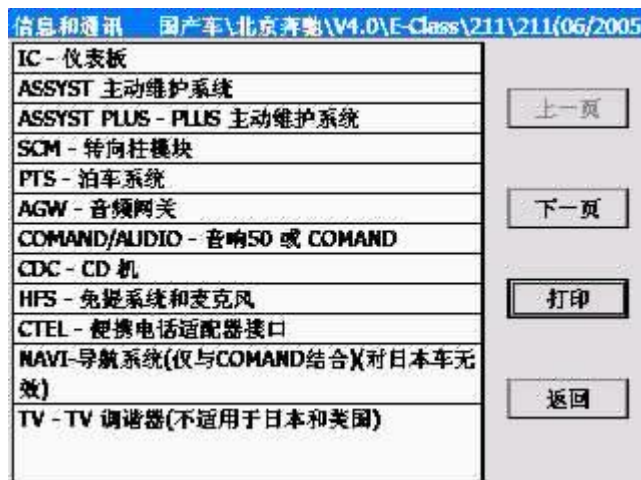 信息和通讯 国产车\北京奔驰\V4.0\E-Class\211\211(06/2005
IC - 仪表板
ASSYST 主动维护系统
ASSYST PLUS - PLUS 主动维护系统
SCM - 转向柱模块
PTS - 泊车系统
AGW - 音频网关
COMAND/AUDIO - 音响50 或 COMAND
CDC - CD 机
HFS - 免提系统和麦克风
CTEL - 便携电话适配器接口
NAVI-导航系统(仅与COMAND结合)(对日本车无
效)
TV - TV 调谐器(不适用于日本和美国)
上一页
下一页
打印
返回